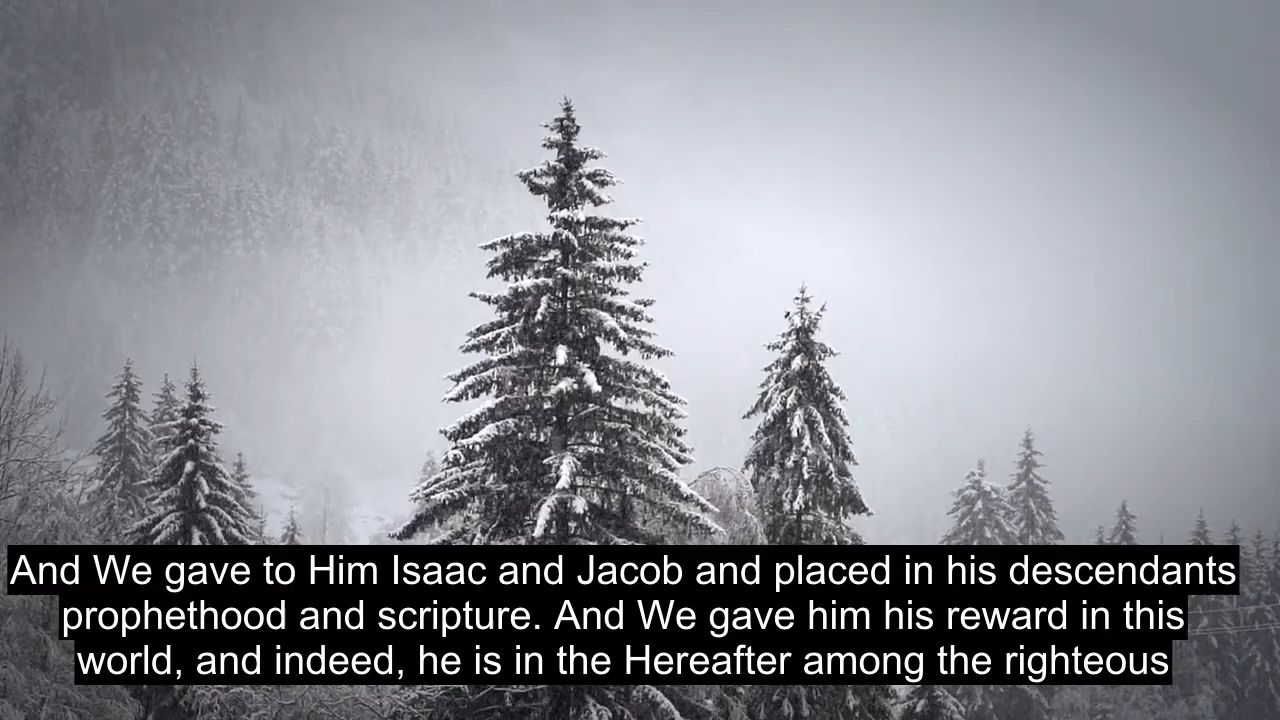 And We gave to Him Isaac and Jacob and placed in his descendants
prophethood and scripture. And We gave him his reward in this
world, and indeed, he is in the Hereafter among the righteous